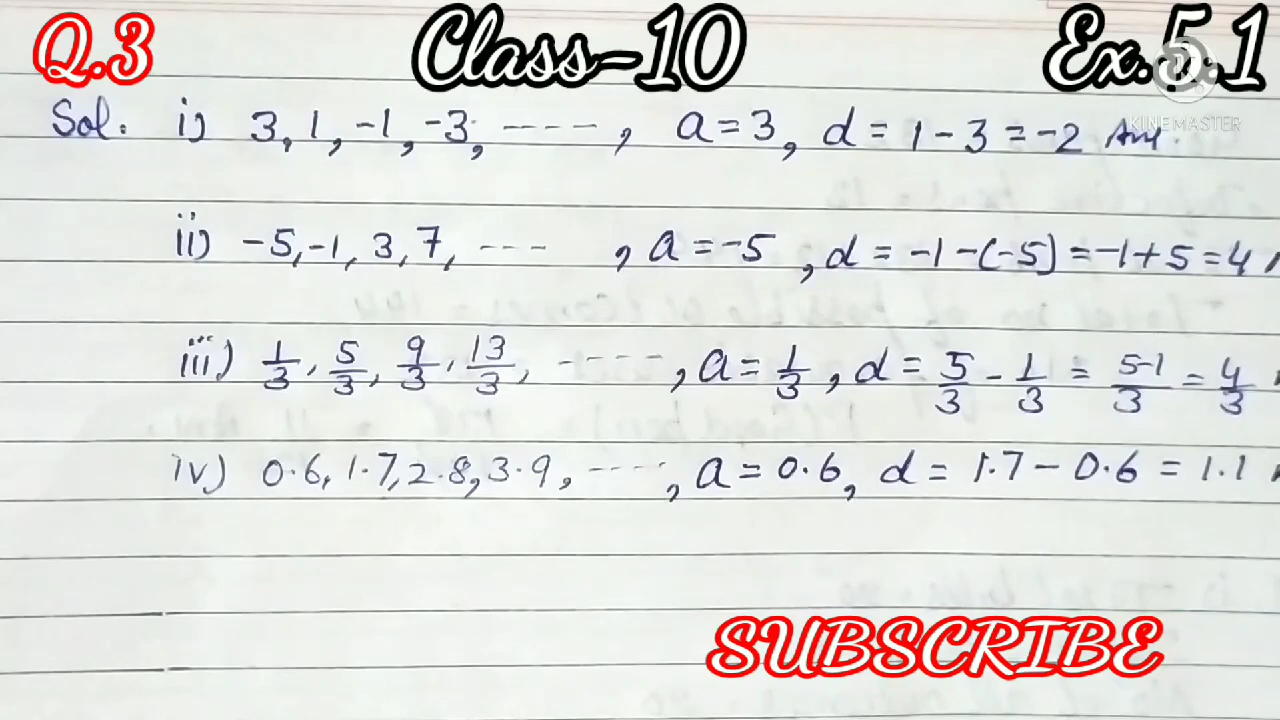 Q.3 Class-10 Ex.5.1
KINEMASTER
Sol. i) 3, 1, -1, -3, ----, a = 3, d = 1 - 3 = -2 Ans.
ii) -5, -1, 3, 7, ---, a = -5, d = -1 - (-5) = -1 + 5 = 4
iii) 1/3, 5/3, 9/3, 13/3, ----, a = 1/3, d = 5/3 - 1/3 = 5-1/3 = 4/3
iv) 0.6, 1.7, 2.8, 3.9, ----, a = 0.6, d = 1.7 - 0.6 = 1.1
SUBSCRIBE